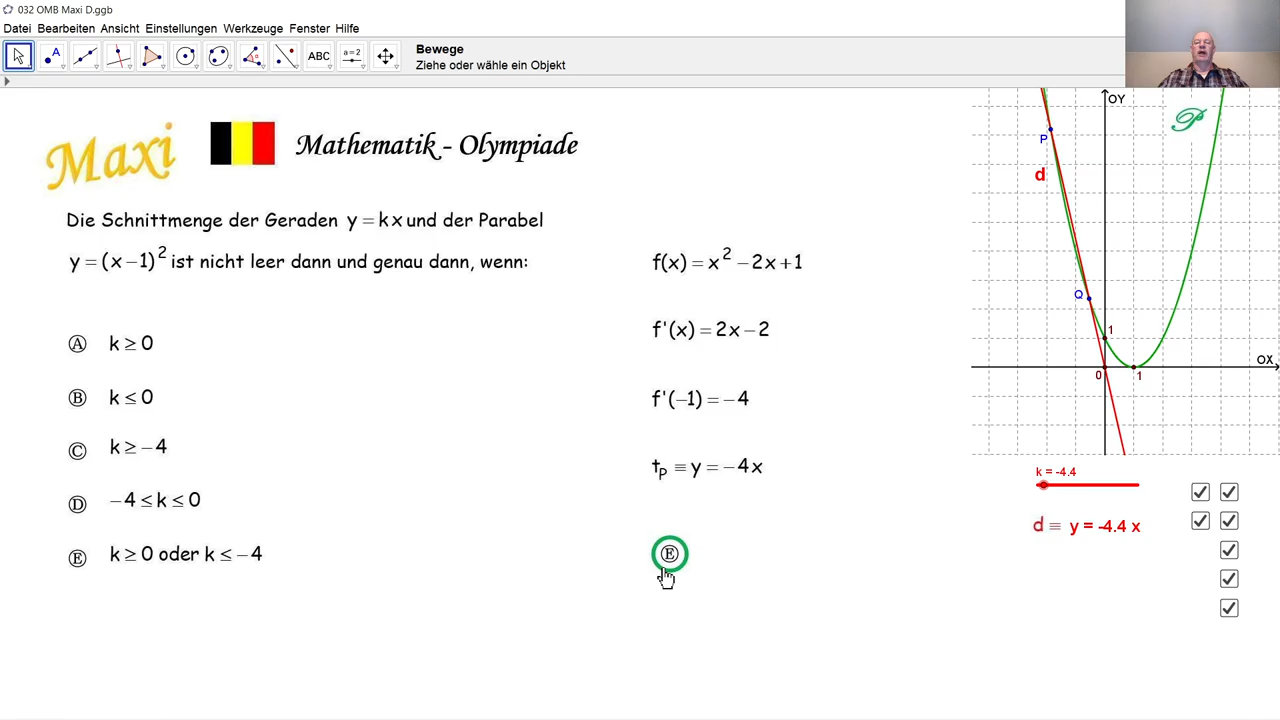 032 OMB Maxi D.ggb
Datei Bearbeiten Ansicht Einstellungen Werkzeuge Fenster Hilfe
A ABC a=2
Bewege
Ziehe oder wähle ein Objekt
Maxi Mathematik - Olympiade
Die Schnittmenge der Geraden y = k x und der Parabel
y = (x − 1)² ist nicht leer dann und genau dann, wenn:
Ⓐ k ≥ 0
Ⓑ k ≤ 0
Ⓒ k ≥ −4
Ⓓ −4 ≤ k ≤ 0
Ⓔ k ≥ 0 oder k ≤ −4
f(x) = x² − 2x + 1
f'(x) = 2x − 2
f'(−1) = −4
t_P ≡ y = −4x
Ⓔ
OY
𝒫
P
d
Q
1
OX
0 1
k = -4.4
d ≡ y = -4.4 x